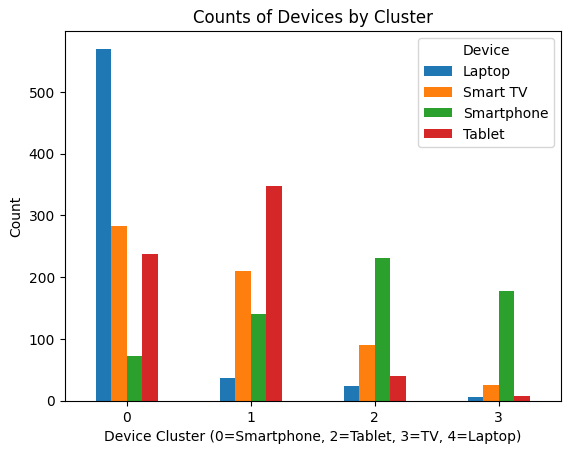 Counts of Devices by Cluster
Device
Laptop
Smart TV
Smartphone
Tablet
500
400
300
200
100
0
Count
0 1 2 3
Device Cluster (0=Smartphone, 2=Tablet, 3=TV, 4=Laptop)